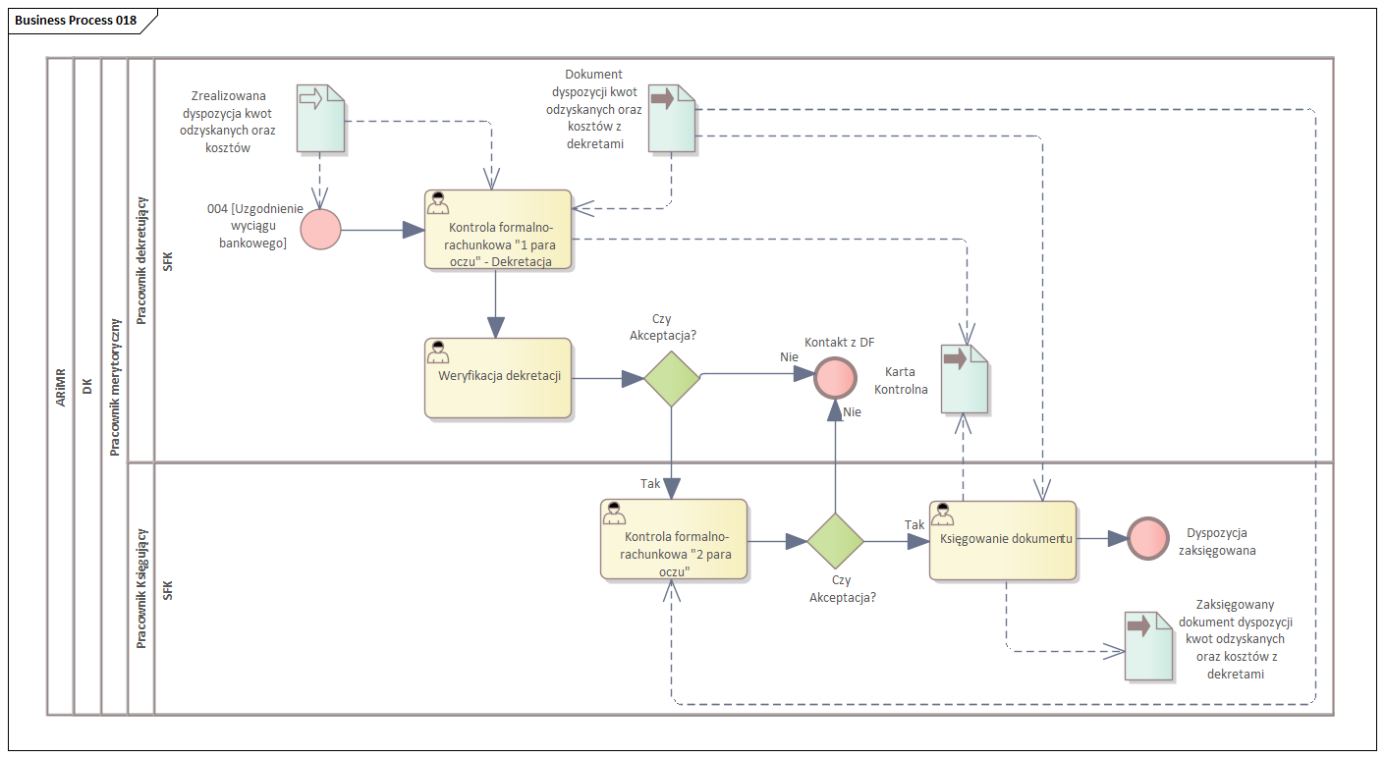 Business Process 018
ARiMR
DK
Pracownik merytoryczny
Pracownik dekretujący
SFK
Zrealizowana
dyspozycja kwot
odzyskanych oraz
kosztów
Dokument
dyspozycji kwot
odzyskanych oraz
kosztów z
dekretami
004 [Uzgodnienie
wyciągu
bankowego]
Kontrola formalno-
rachunkowa "1 para
oczu" - Dekretacja
Weryfikacja dekretacji
Czy
Akceptacja?
Nie
Kontakt z DF
Nie
Karta
Kontrolna
Pracownik Księgujący
SFK
Tak
Kontrola formalno-
rachunkowa "2 para
oczu"
Czy
Akceptacja?
Tak
Księgowanie dokumentu
Dyspozycja
zaksięgowana
Zaksięgowany
dokument dyspozycji
kwot odzyskanych
oraz kosztów z
dekretami